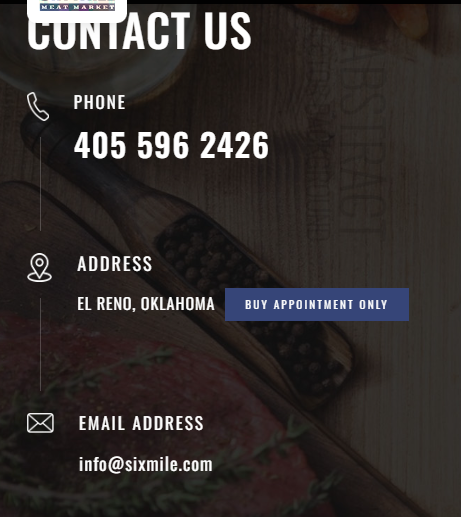 MEAT MARKET
CONTACT US
PHONE
405 596 2426
ADDRESS
EL RENO, OKLAHOMA BUY APPOINTMENT ONLY
EMAIL ADDRESS
info@sixmile.com